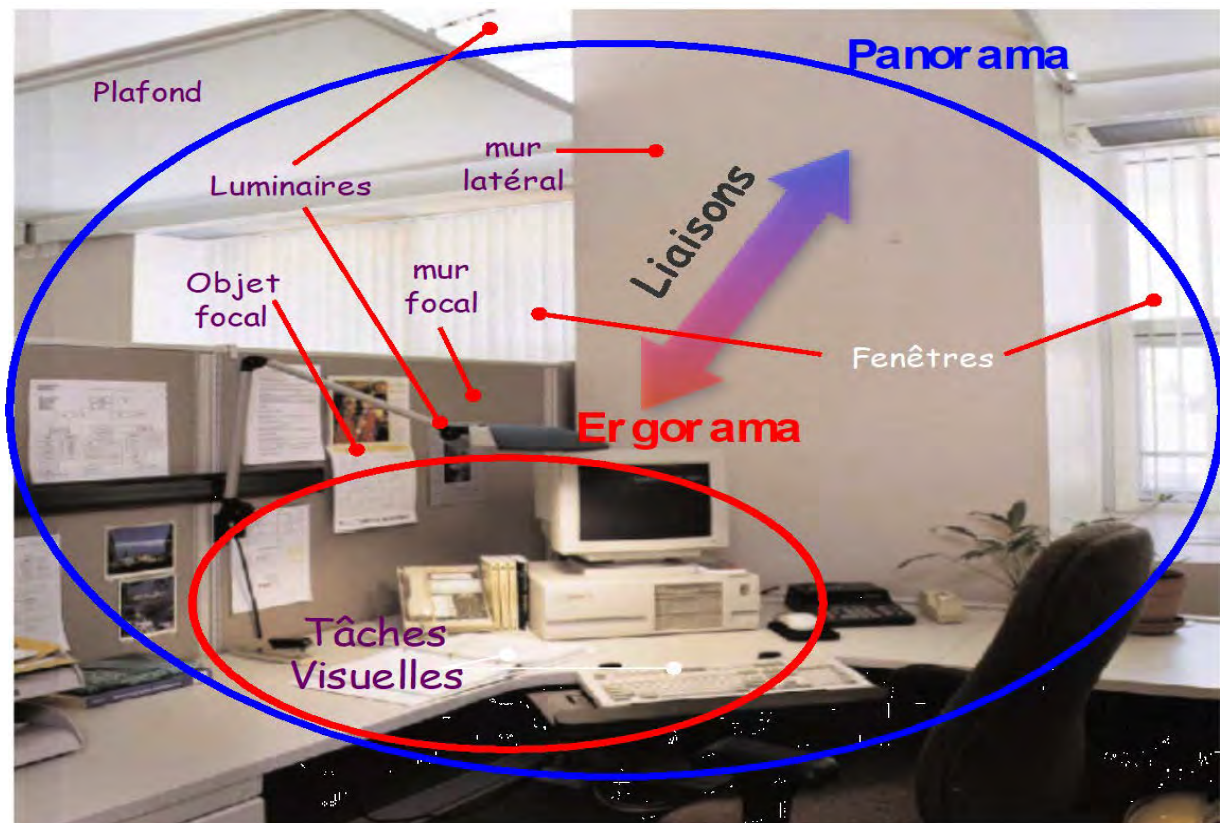 Panorama
Plafond
mur
latéral
Luminaires
Liaisons
Objet
focal
mur
focal
Fenêtres
Ergorama
Tâches
Visuelles